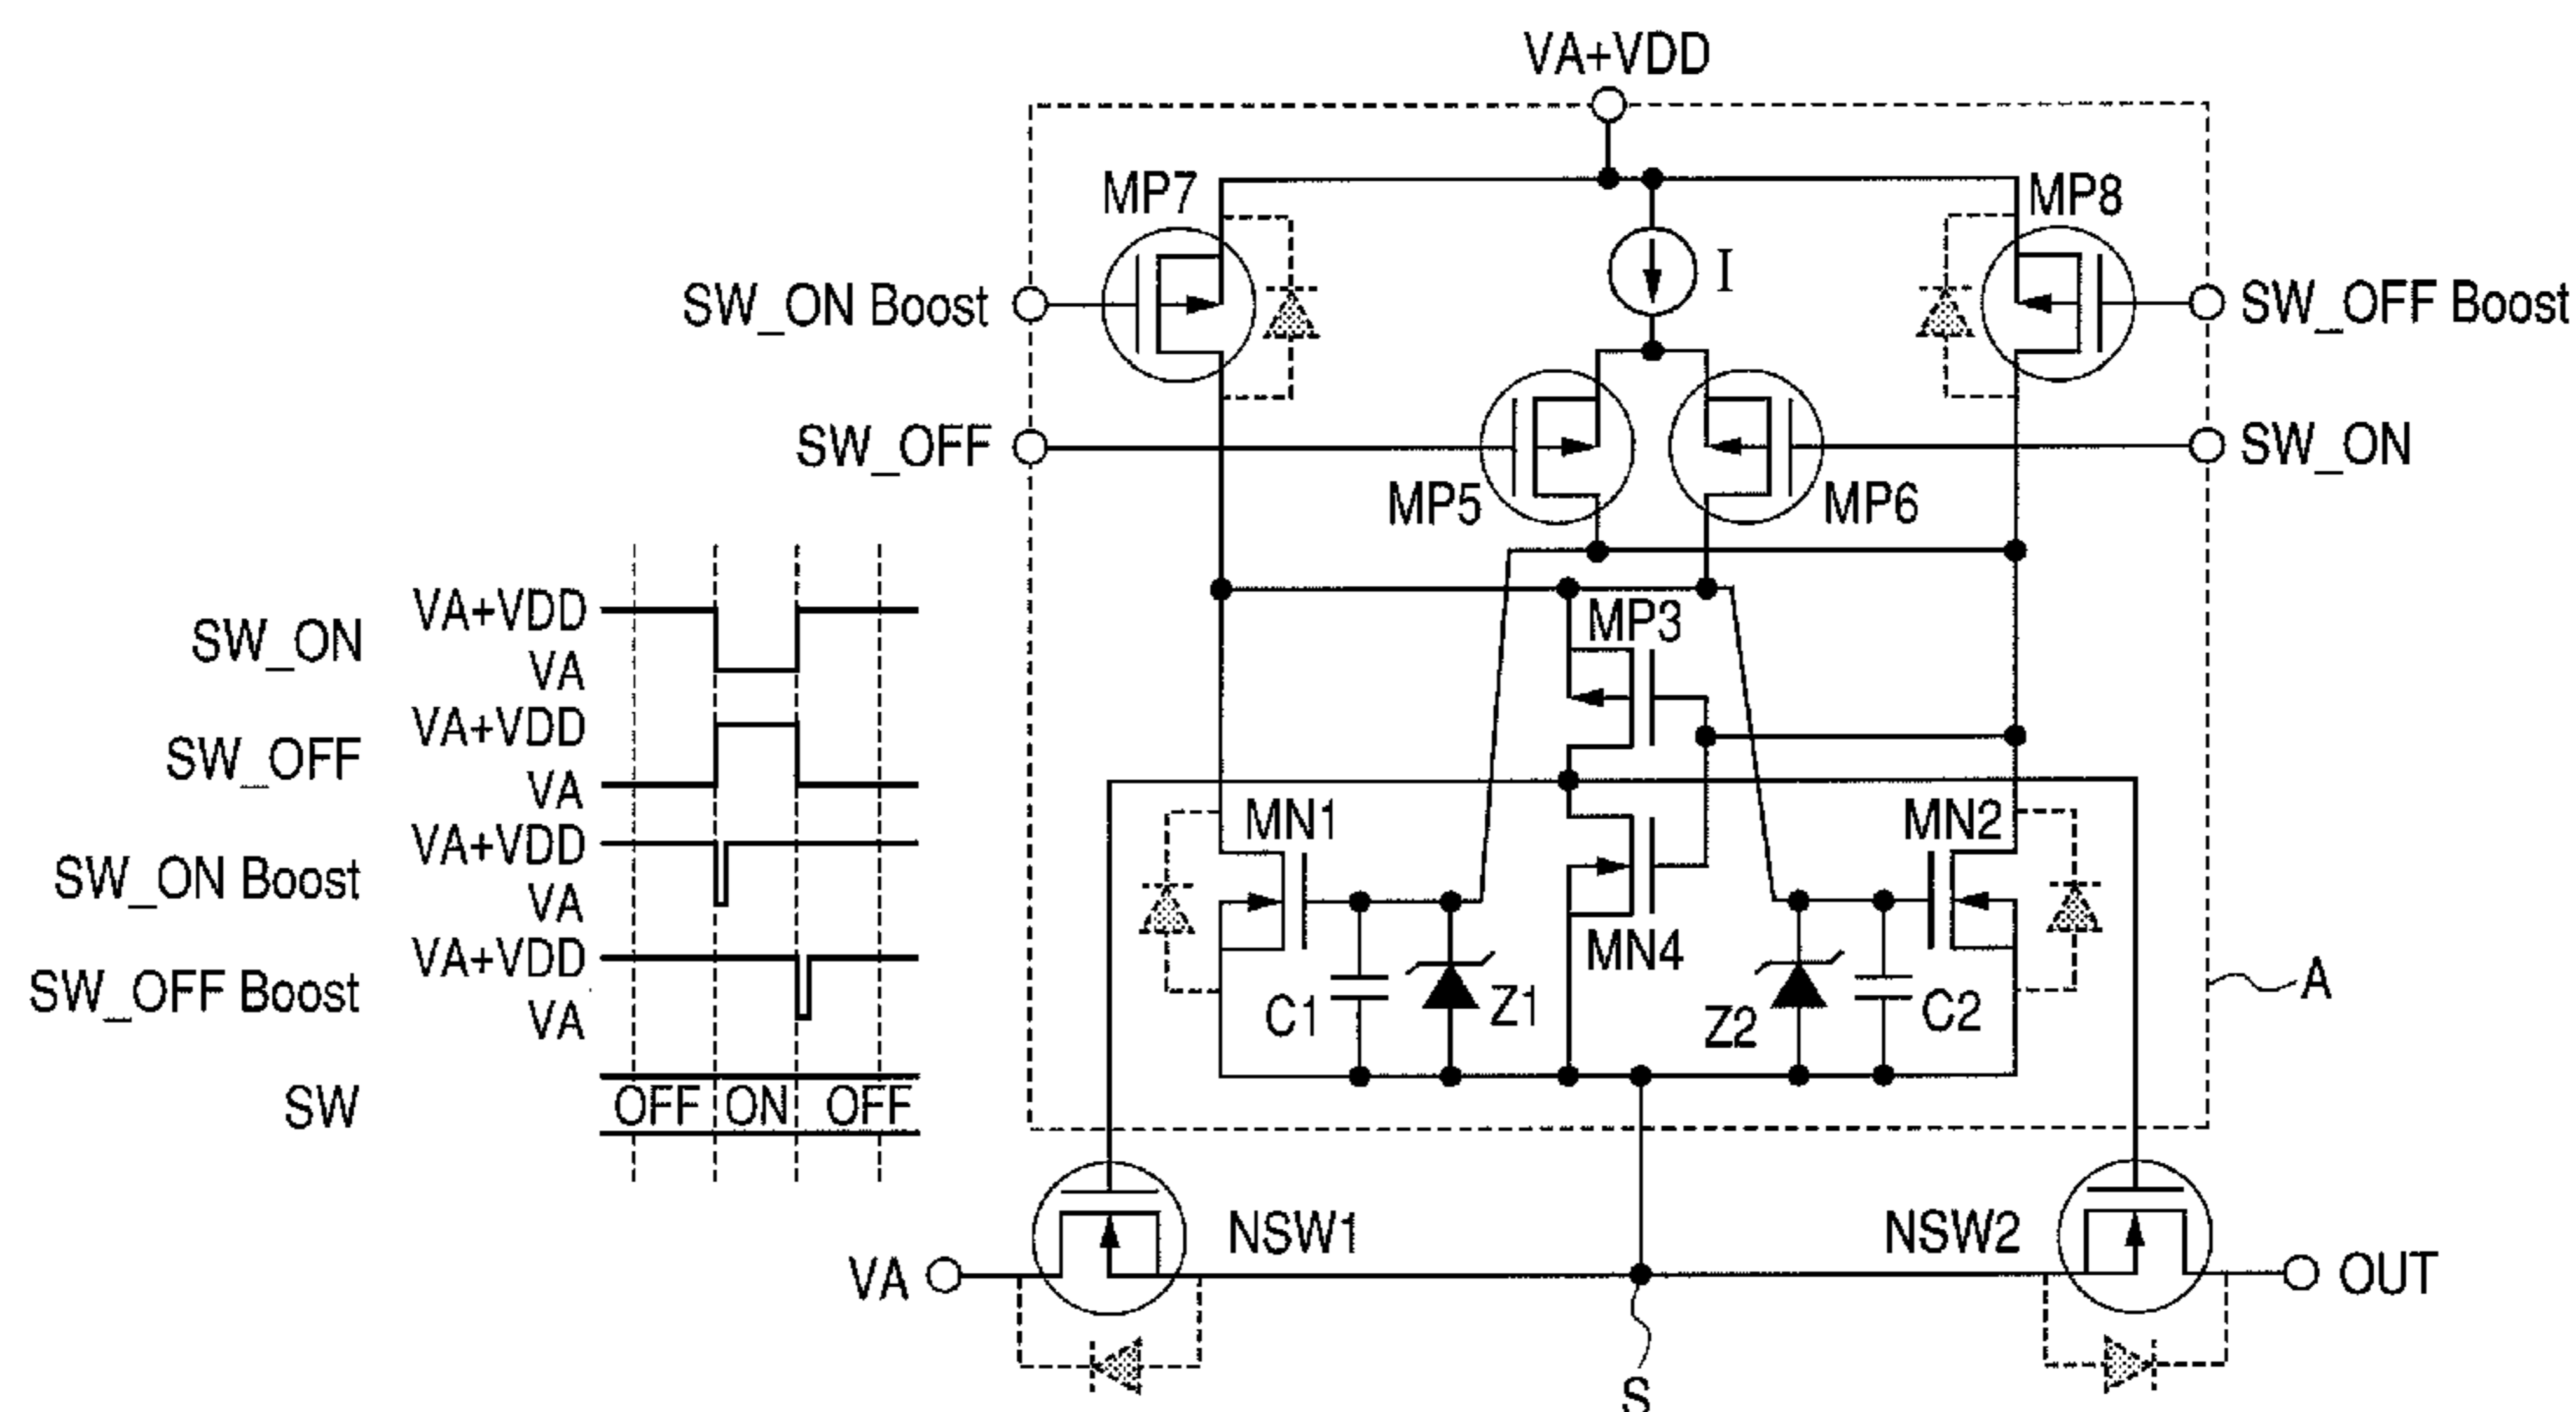 VA+VDD
MP7
MP8
I
SW_ON Boost
SW_OFF Boost
SW_OFF
SW_ON
MP5
MP6
MP3
MN1
MN2
MN4
C1
Z1
Z2
C2
A
NSW1
NSW2
VA
OUT
S
SW_ON
VA+VDD
VA
SW_OFF
VA+VDD
VA
SW_ON Boost
VA+VDD
VA
SW_OFF Boost
VA+VDD
VA
SW
OFF ON OFF